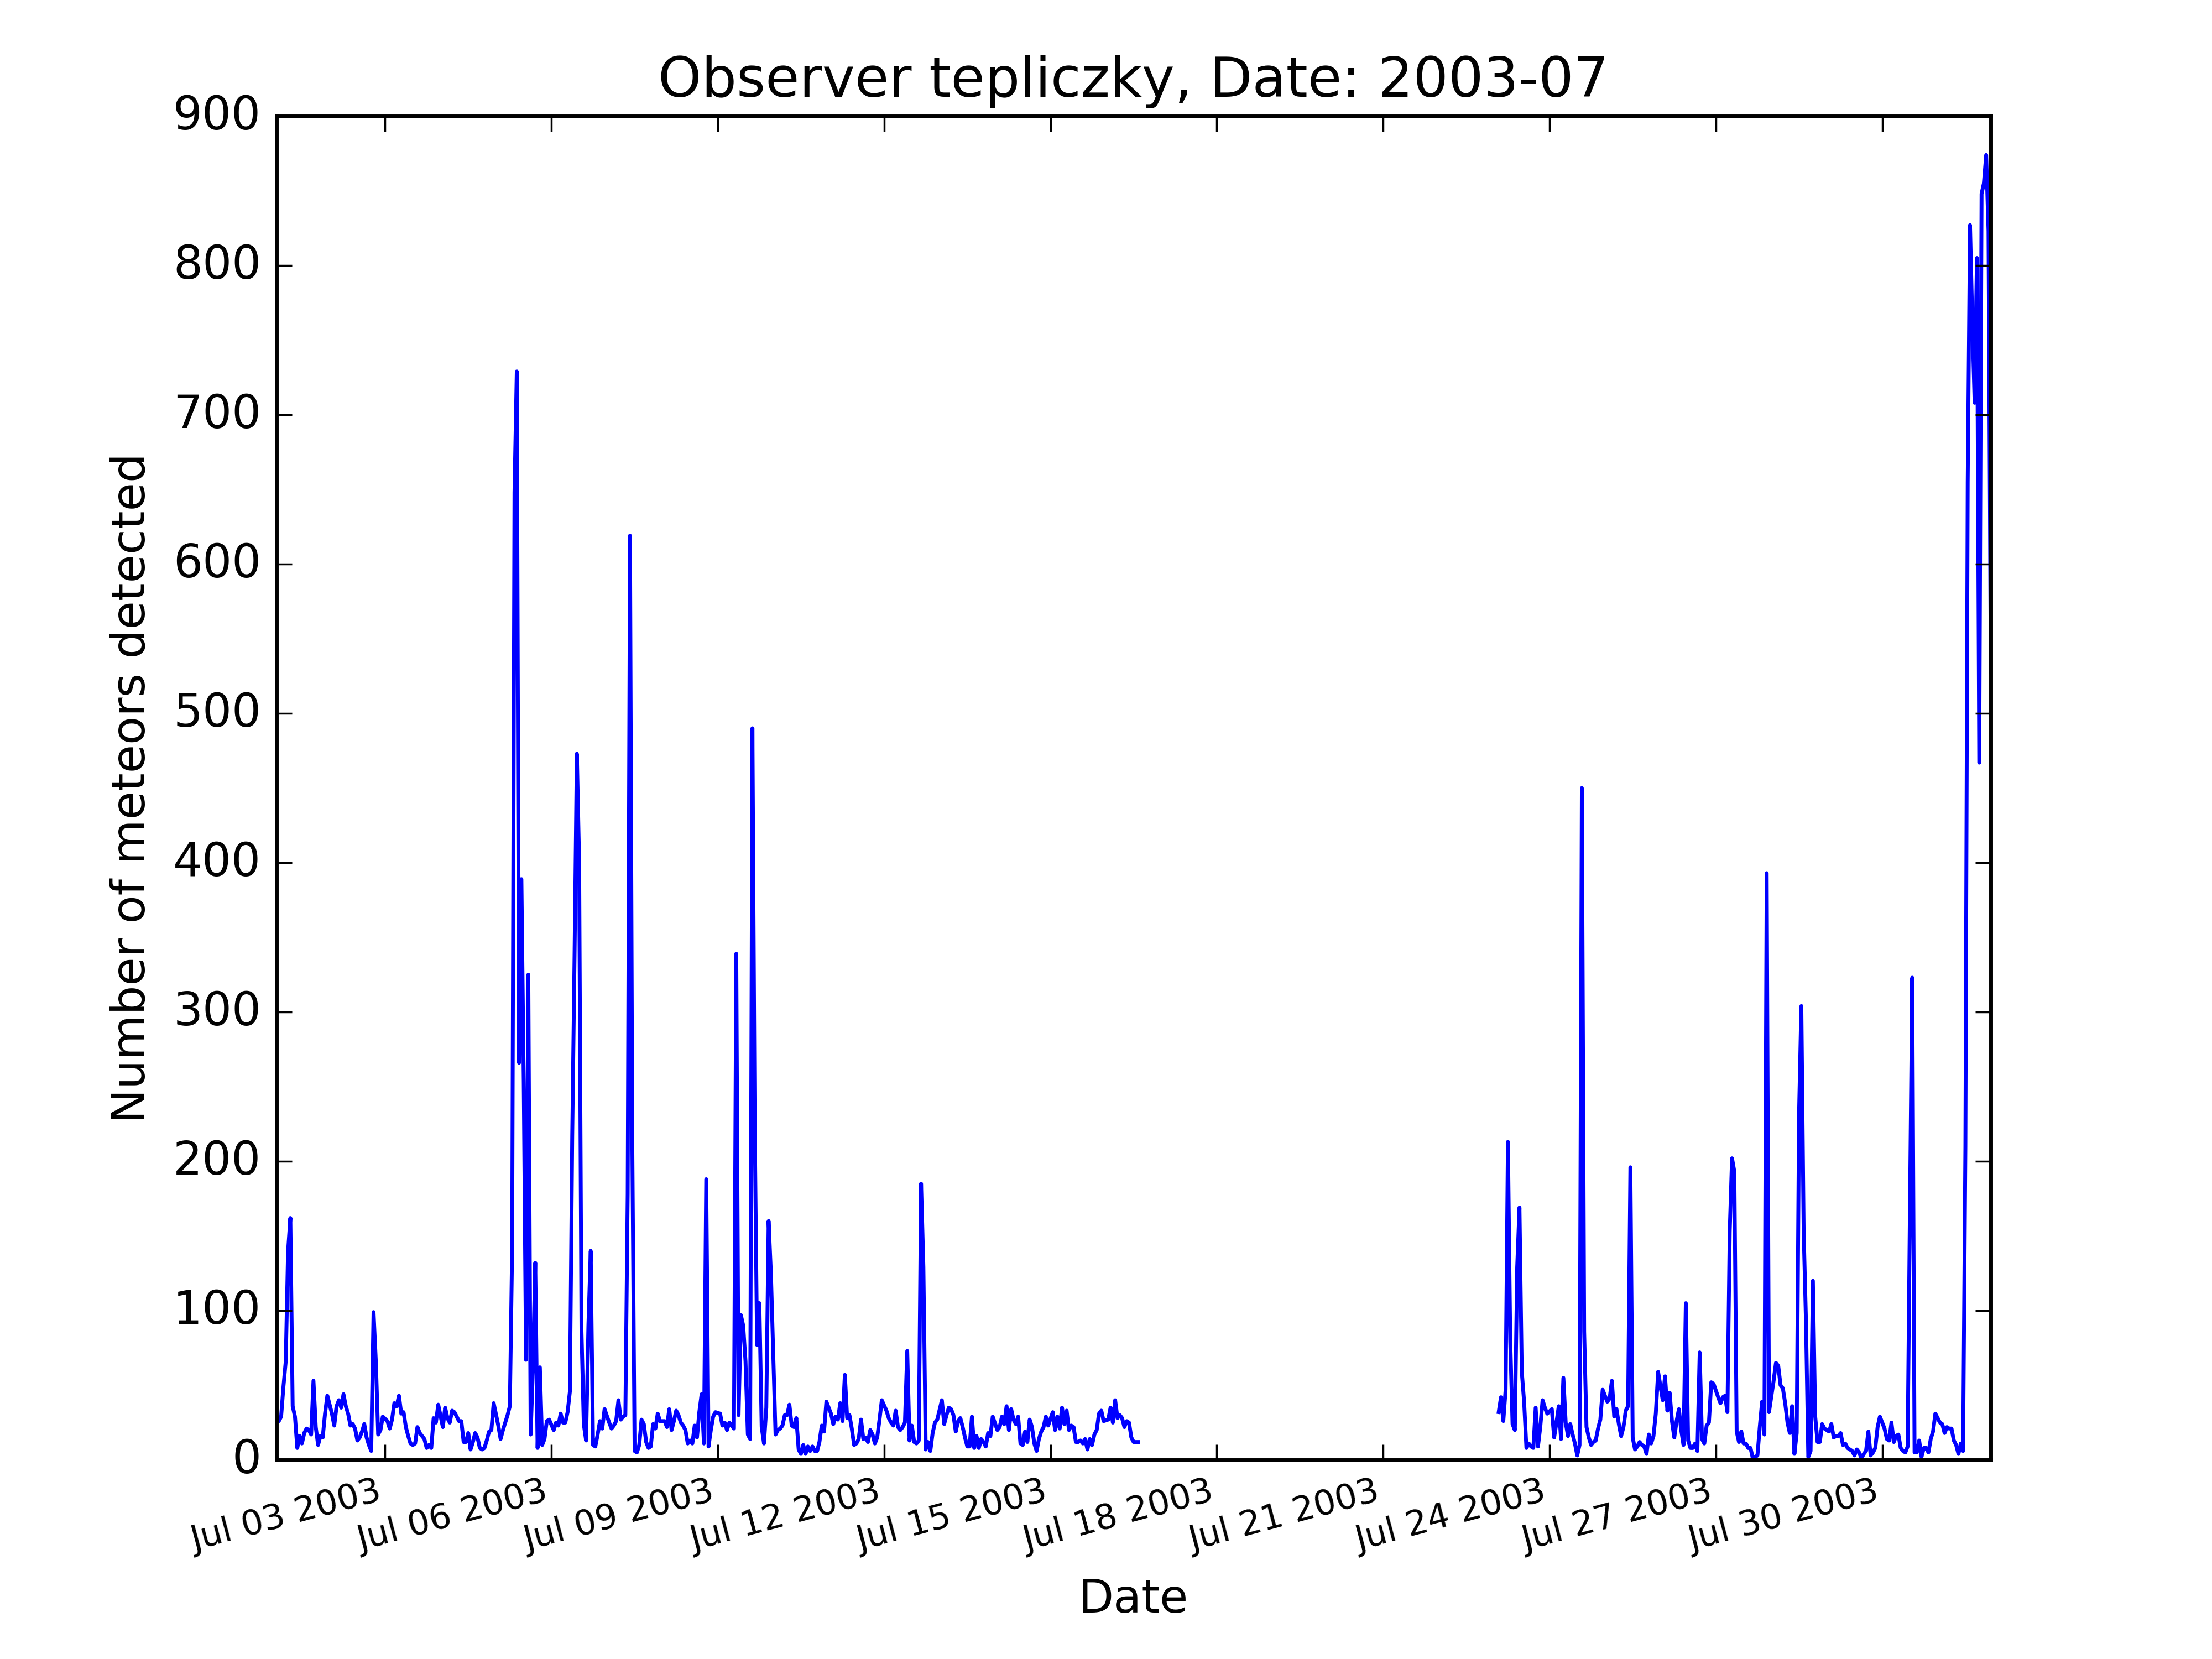 Observer tepliczky, Date: 2003-07
900
800
700
600
500
400
300
200
100
0
Number of meteors detected
Jul 03 2003
Jul 06 2003
Jul 09 2003
Jul 12 2003
Jul 15 2003
Jul 18 2003
Jul 21 2003
Jul 24 2003
Jul 27 2003
Jul 30 2003
Date